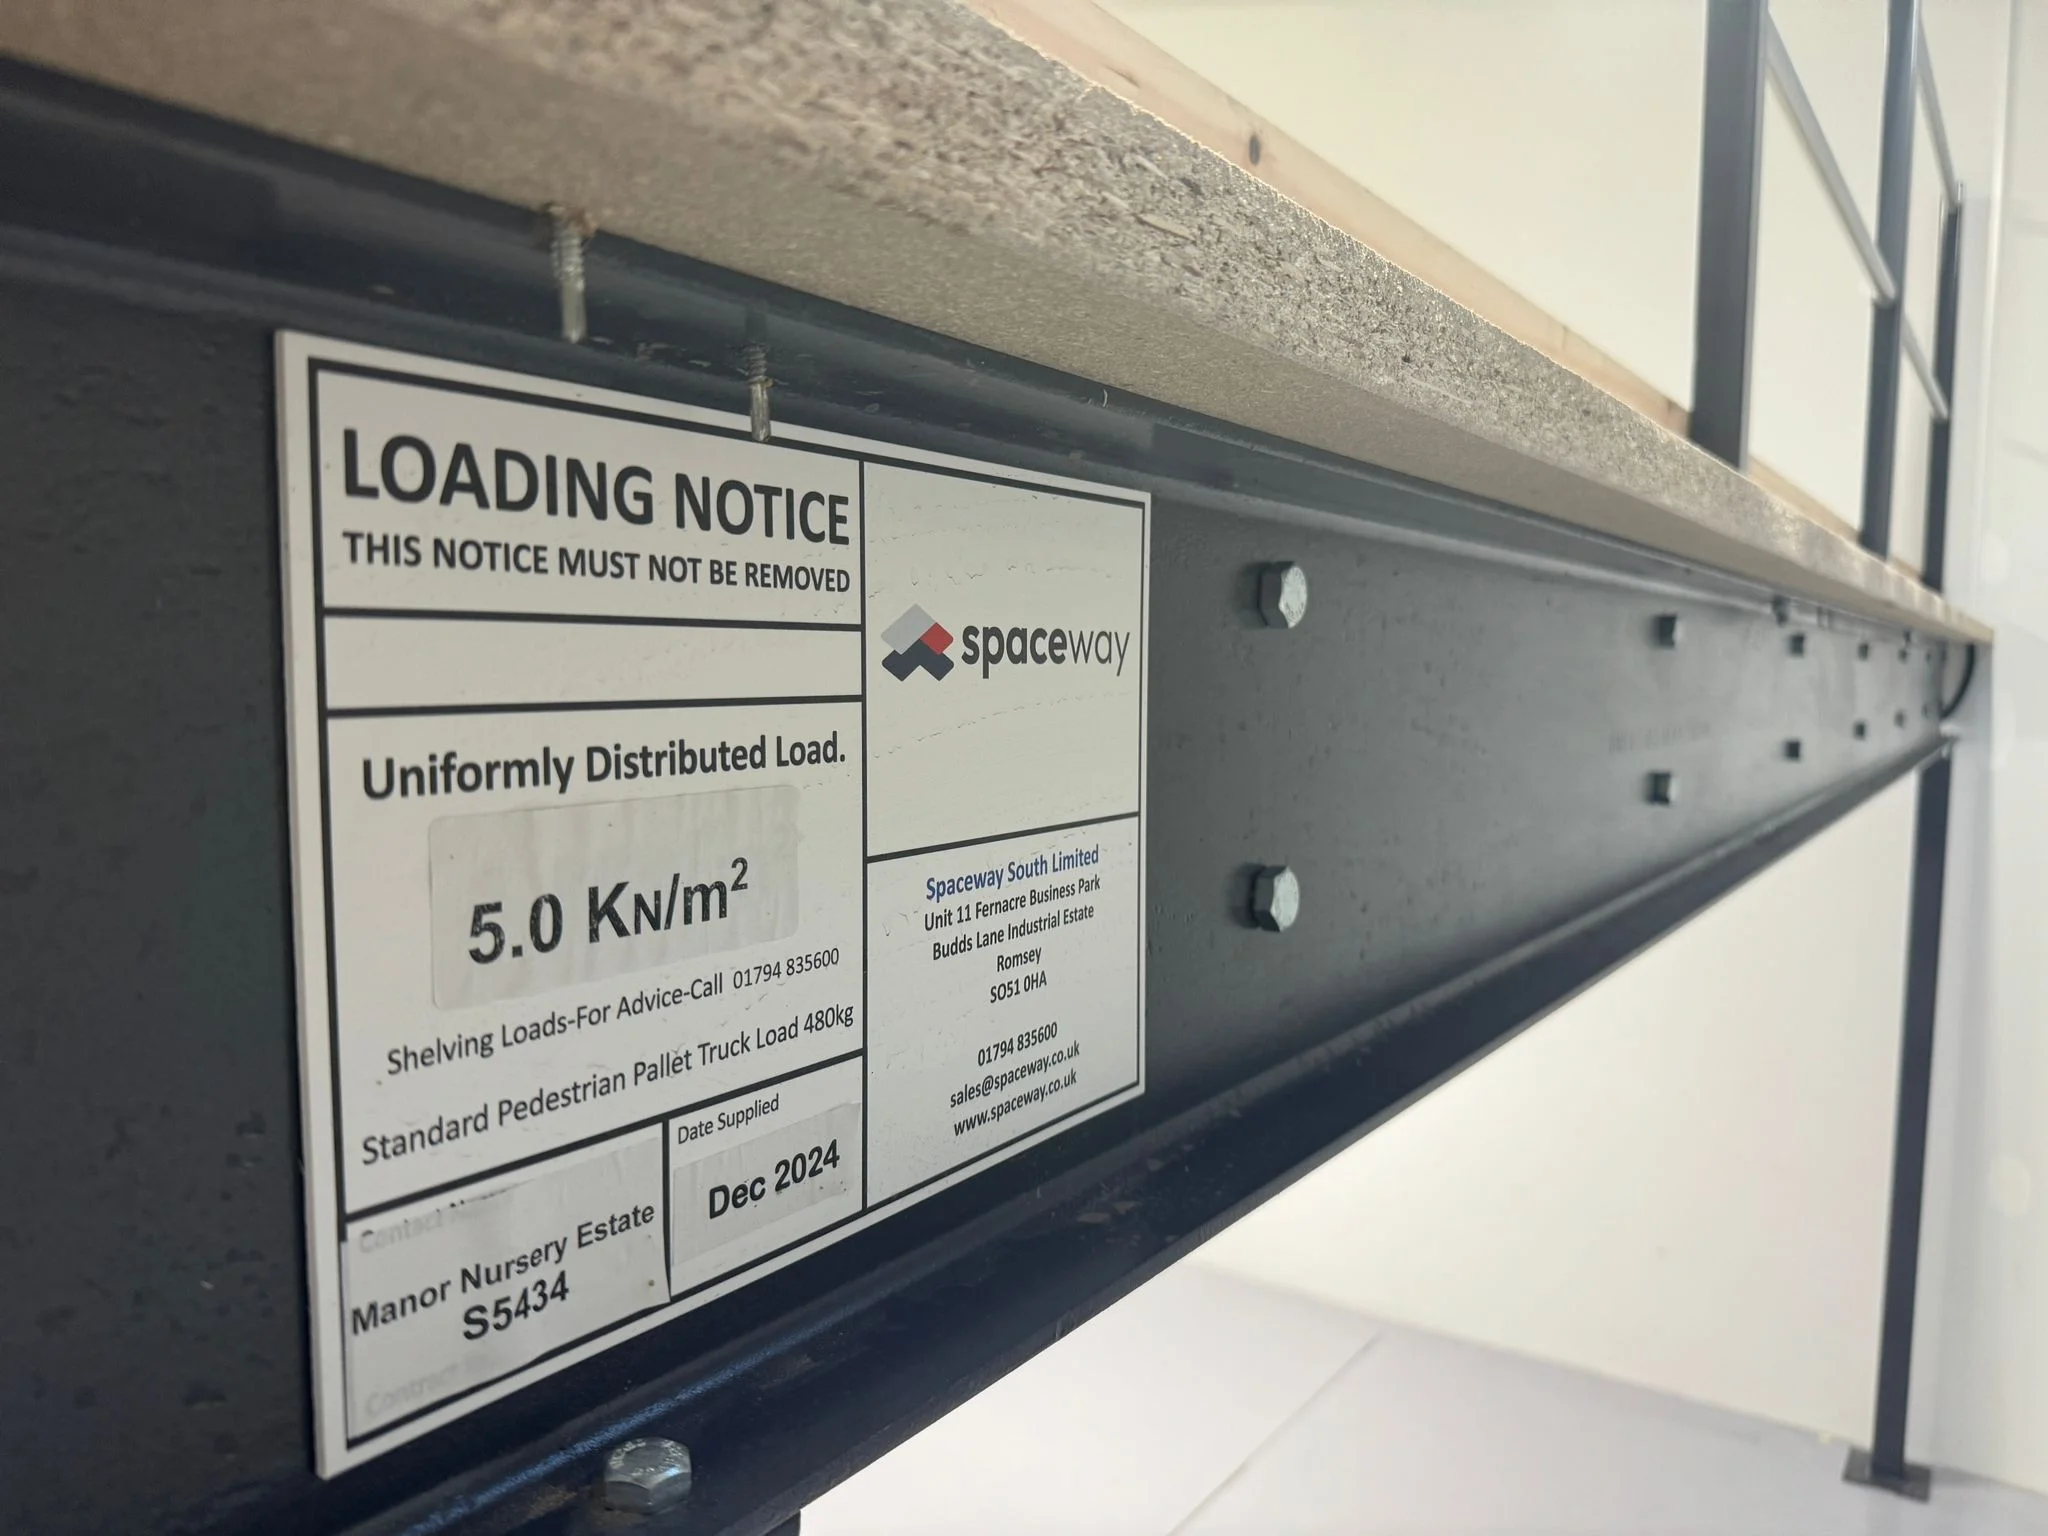 LOADING NOTICE
THIS NOTICE MUST NOT BE REMOVED
Uniformly Distributed Load.
5.0 KN/m²
Shelving Loads-For Advice-Call 01794 835600
Standard Pedestrian Pallet Truck Load 480kg
Contact
Manor Nursery Estate
S5434
Contract
Date Supplied
Dec 2024
spaceway
Spaceway South Limited
Unit 11 Fernacre Business Park
Budds Lane Industrial Estate
Romsey
SO51 0HA
01794 835600
sales@spaceway.co.uk
www.spaceway.co.uk